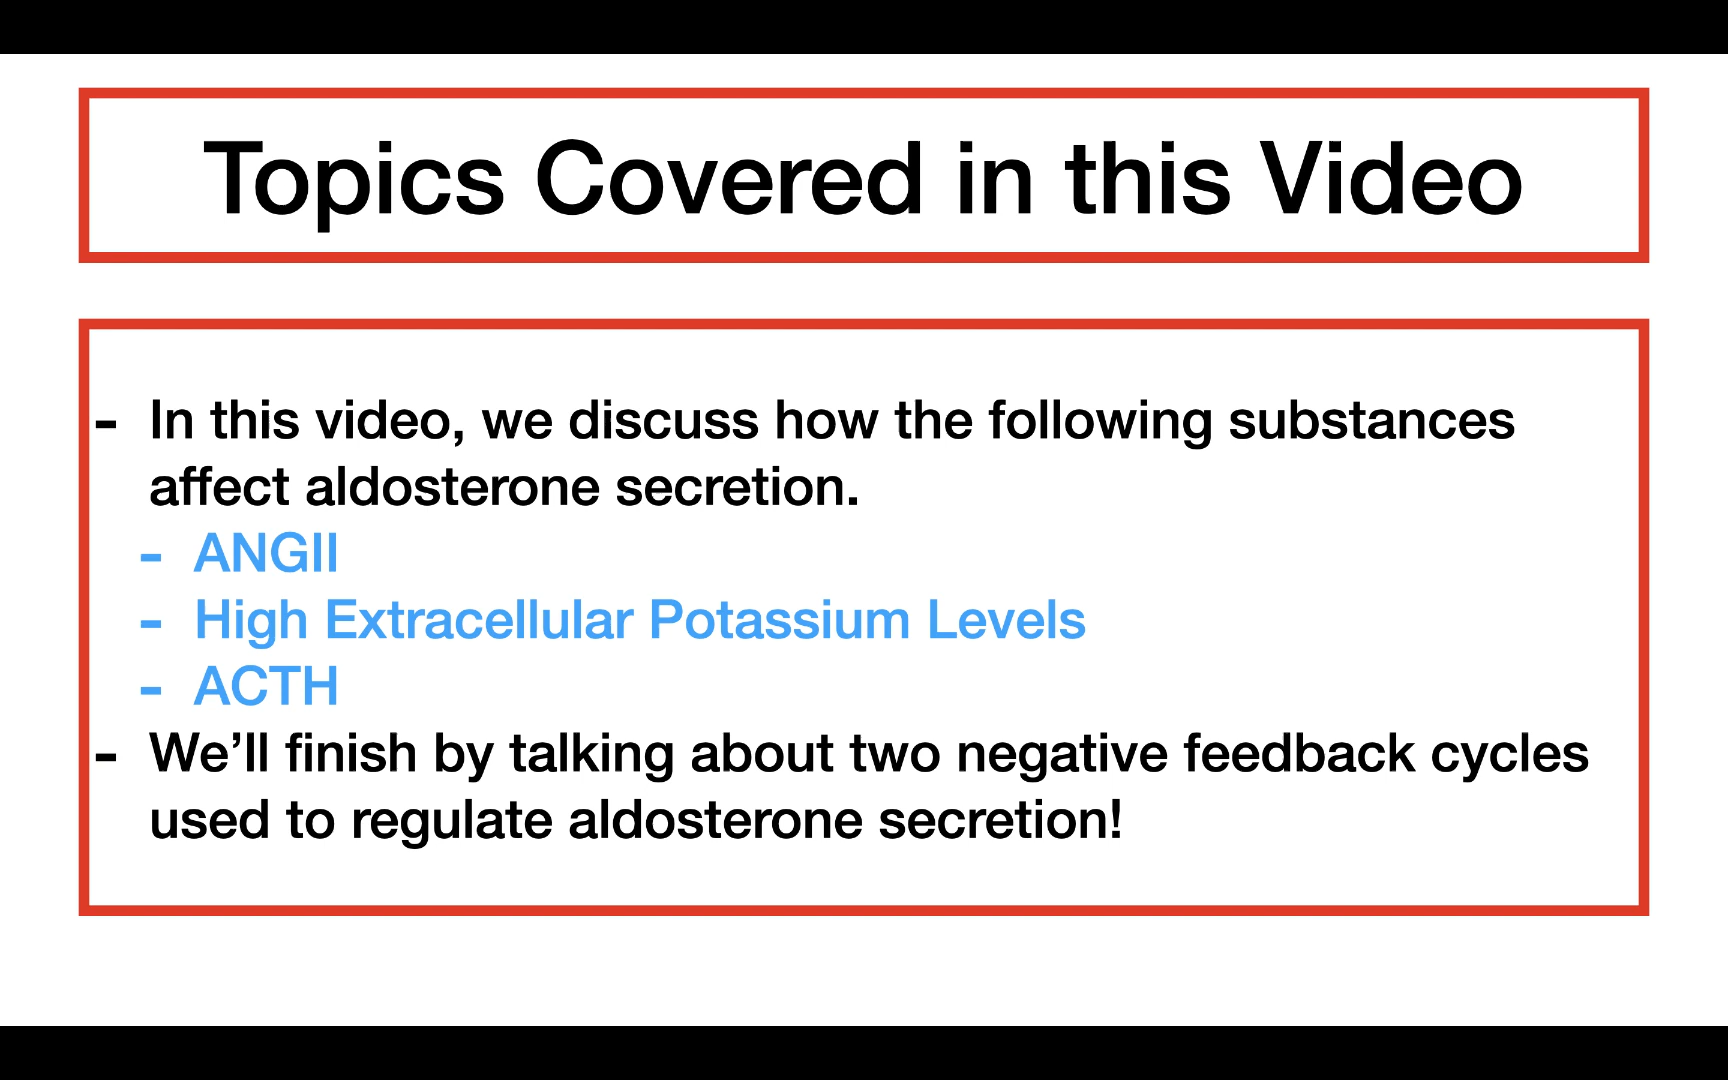 Topics Covered in this Video
- In this video, we discuss how the following substances
affect aldosterone secretion.
- ANGII
- High Extracellular Potassium Levels
- ACTH
- We’ll finish by talking about two negative feedback cycles
used to regulate aldosterone secretion!